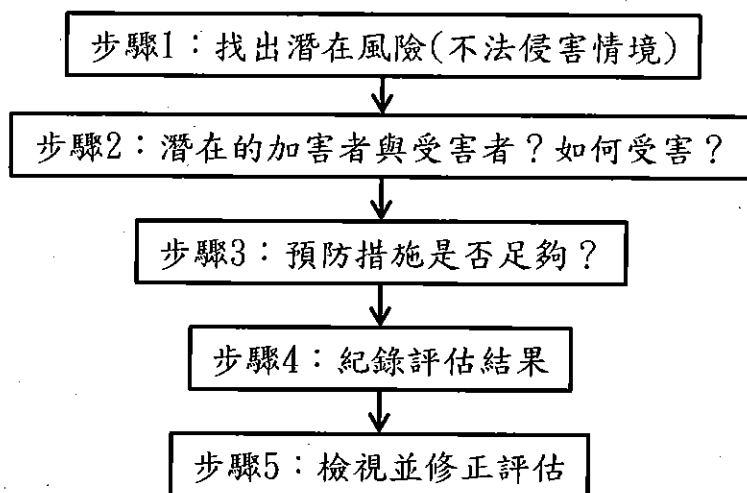 步驟1：找出潛在風險(不法侵害情境)
步驟2：潛在的加害者與受害者？如何受害？
步驟3：預防措施是否足夠？
步驟4：紀錄評估結果
步驟5：檢視並修正評估